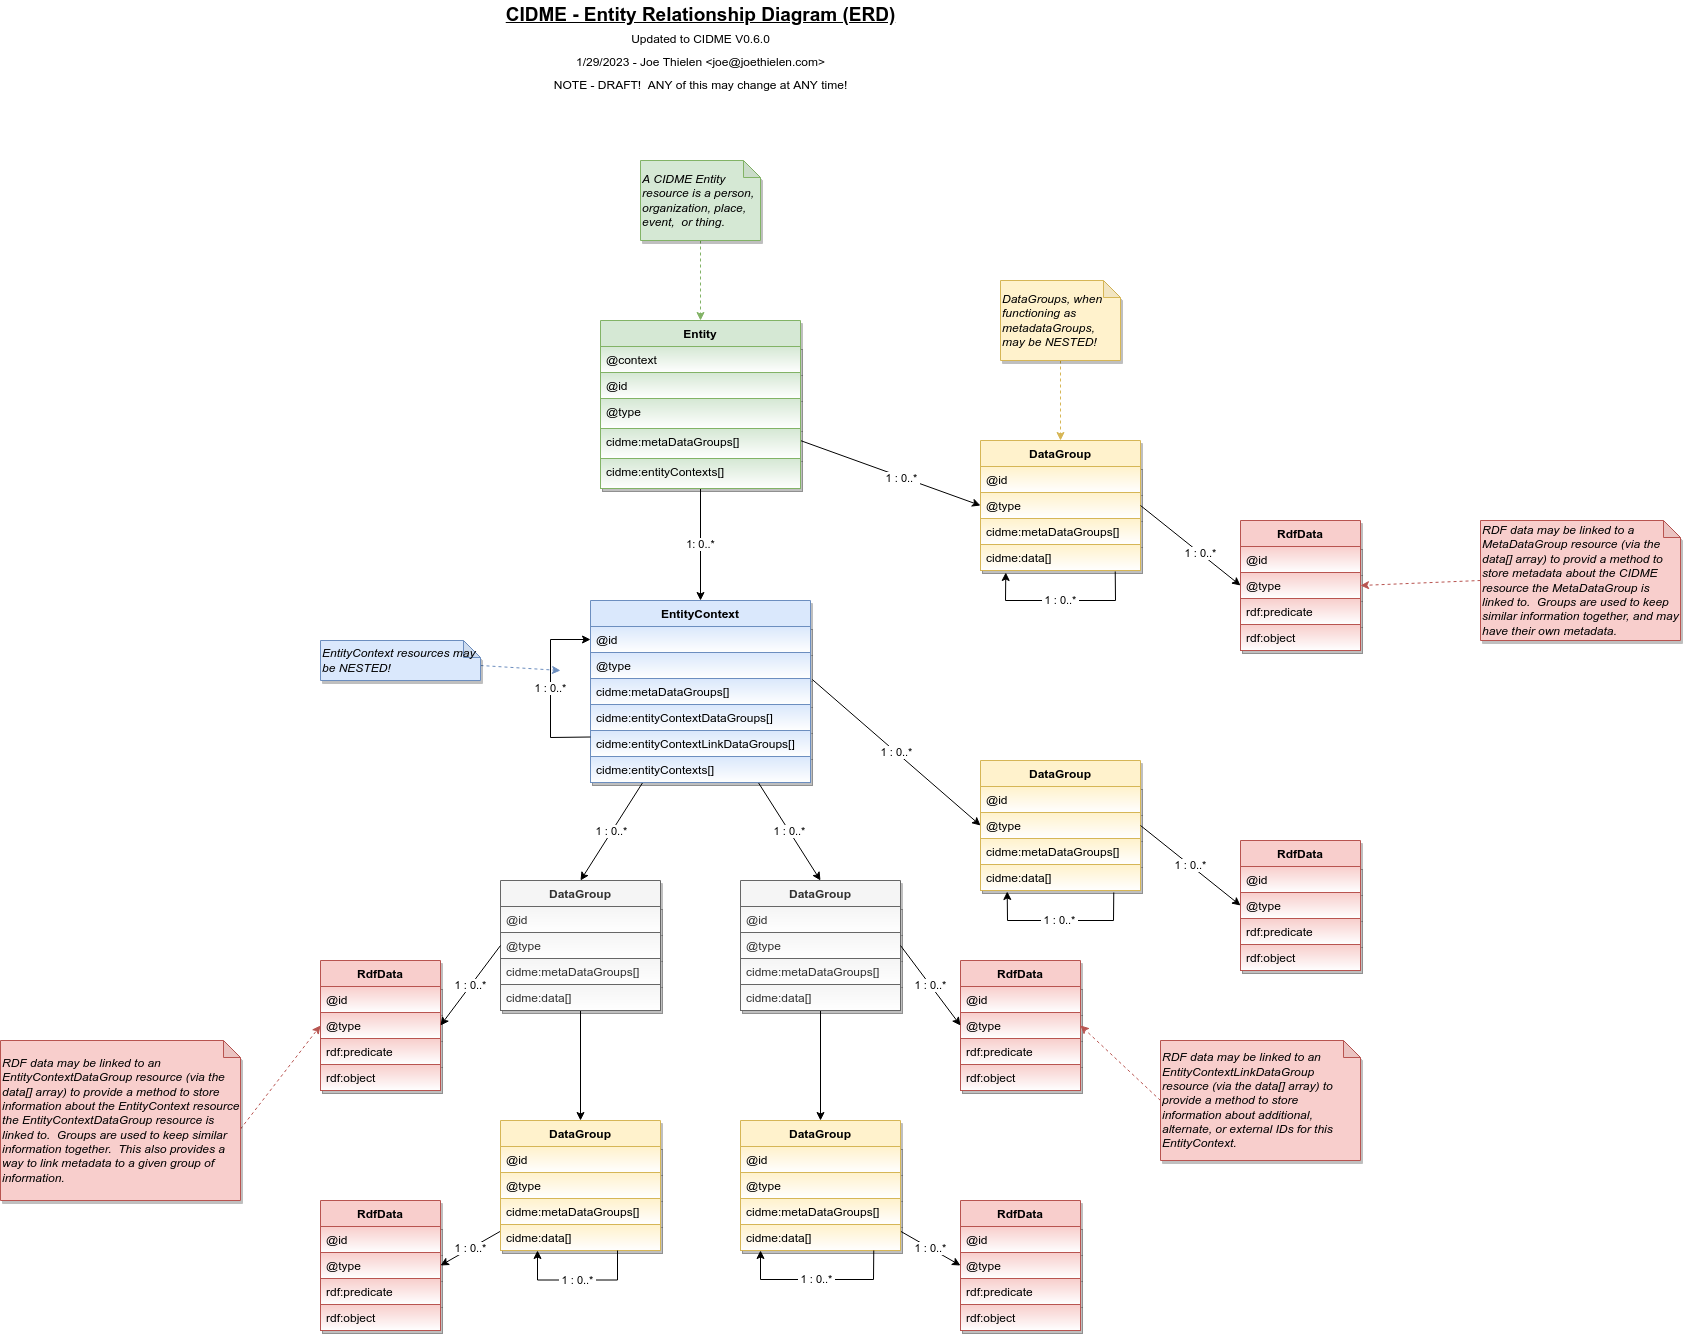 CIDME - Entity Relationship Diagram (ERD)
Updated to CIDME V0.6.0
1/29/2023 - Joe Thielen <joe@joethielen.com>
NOTE - DRAFT!  ANY of this may change at ANY time!
A CIDME Entity
resource is a person,
organization, place,
event,  or thing.
DataGroups, when
functioning as
metadataGroups,
may be NESTED!
Entity
@context
@id
@type
cidme:metaDataGroups[]
cidme:entityContexts[]
1 : 0..*
1: 0..*
DataGroup
@id
@type
cidme:metaDataGroups[]
cidme:data[]
1 : 0..*
1 : 0..*
RdfData
@id
@type
rdf:predicate
rdf:object
RDF data may be linked to a
MetaDataGroup resource (via the
data[] array) to provid a method to
store metadata about the CIDME
resource the MetaDataGroup is
linked to.  Groups are used to keep
similar information together, and may
have their own metadata.
EntityContext resources may
be NESTED!
1 : 0..*
EntityContext
@id
@type
cidme:metaDataGroups[]
cidme:entityContextDataGroups[]
cidme:entityContextLinkDataGroups[]
cidme:entityContexts[]
1 : 0..*
1 : 0..*
1 : 0..*
DataGroup
@id
@type
cidme:metaDataGroups[]
cidme:data[]
1 : 0..*
1 : 0..*
RdfData
@id
@type
rdf:predicate
rdf:object
DataGroup
@id
@type
cidme:metaDataGroups[]
cidme:data[]
DataGroup
@id
@type
cidme:metaDataGroups[]
cidme:data[]
1 : 0..*
1 : 0..*
RdfData
@id
@type
rdf:predicate
rdf:object
RdfData
@id
@type
rdf:predicate
rdf:object
RDF data may be linked to an
EntityContextDataGroup resource (via the
data[] array) to provide a method to store
information about the EntityContext resource
the EntityContextDataGroup resource is
linked to.  Groups are used to keep similar
information together.  This also provides a
way to link metadata to a given group of
information.
RDF data may be linked to an
EntityContextLinkDataGroup
resource (via the data[] array) to
provide a method to store
information about additional,
alternate, or external IDs for this
EntityContext.
DataGroup
@id
@type
cidme:metaDataGroups[]
cidme:data[]
DataGroup
@id
@type
cidme:metaDataGroups[]
cidme:data[]
1 : 0..*
1 : 0..*
1 : 0..*
1 : 0..*
RdfData
@id
@type
rdf:predicate
rdf:object
RdfData
@id
@type
rdf:predicate
rdf:object